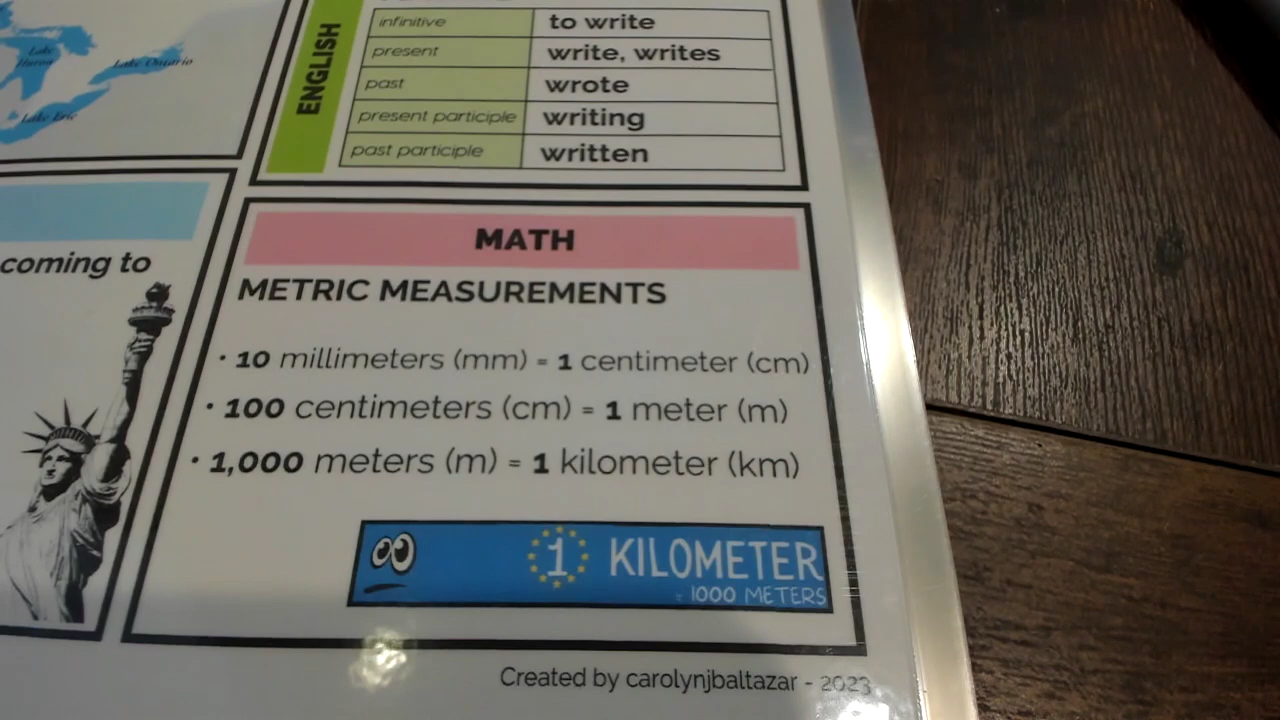 Lake
Huron
Lake Ontario
Lake Erie
ENGLISH
infinitive to write
present write, writes
past wrote
present participle writing
past participle written
coming to
MATH
METRIC MEASUREMENTS
· 10 millimeters (mm) = 1 centimeter (cm)
· 100 centimeters (cm) = 1 meter (m)
· 1,000 meters (m) = 1 kilometer (km)
1 KILOMETER
= 1000 METERS
Created by carolynjbaltazar - 2023